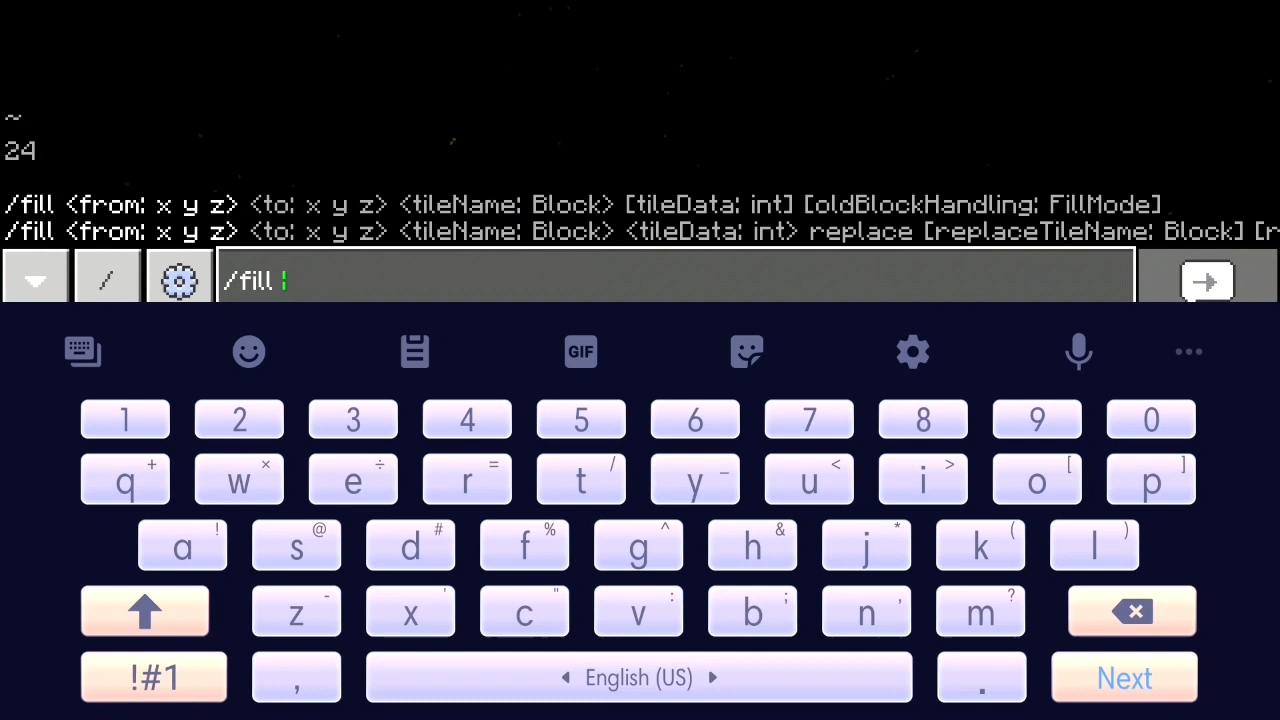 ~
24
/fill <from: x y z> <to: x y z> <tileName: Block> [tileData: int] [oldBlockHandling: FillMode]
/fill <from: x y z> <to: x y z> <tileName: Block> <tileData: int> replace [replaceTileName: Block] [r
/ /fill
GIF
1 2 3 4 5 6 7 8 9 0
q + w × e ÷ r = t / y _ u < i > o [ p ]
a ! s @ d # f % g ^ h & j * k ( l )
z - x ' c " v : b ; n , m ?
!#1 , English (US) . Next